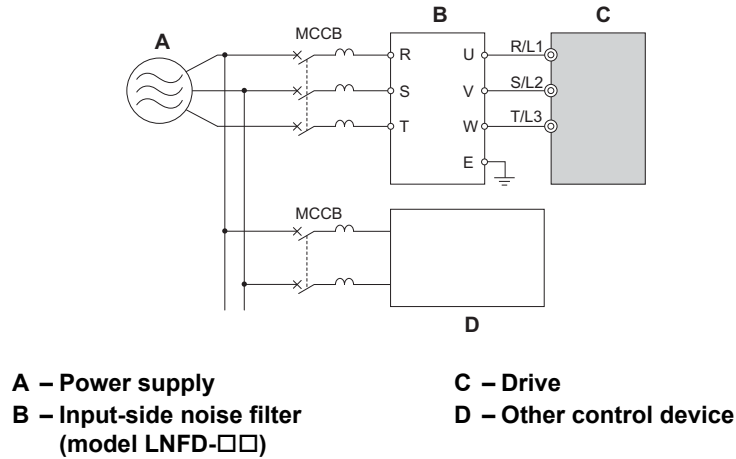 A
MCCB
B
C
R U R/L1
S V S/L2
T W T/L3
E
MCCB
D
A – Power supply
B – Input-side noise filter
(model LNFD-□□)
C – Drive
D – Other control device